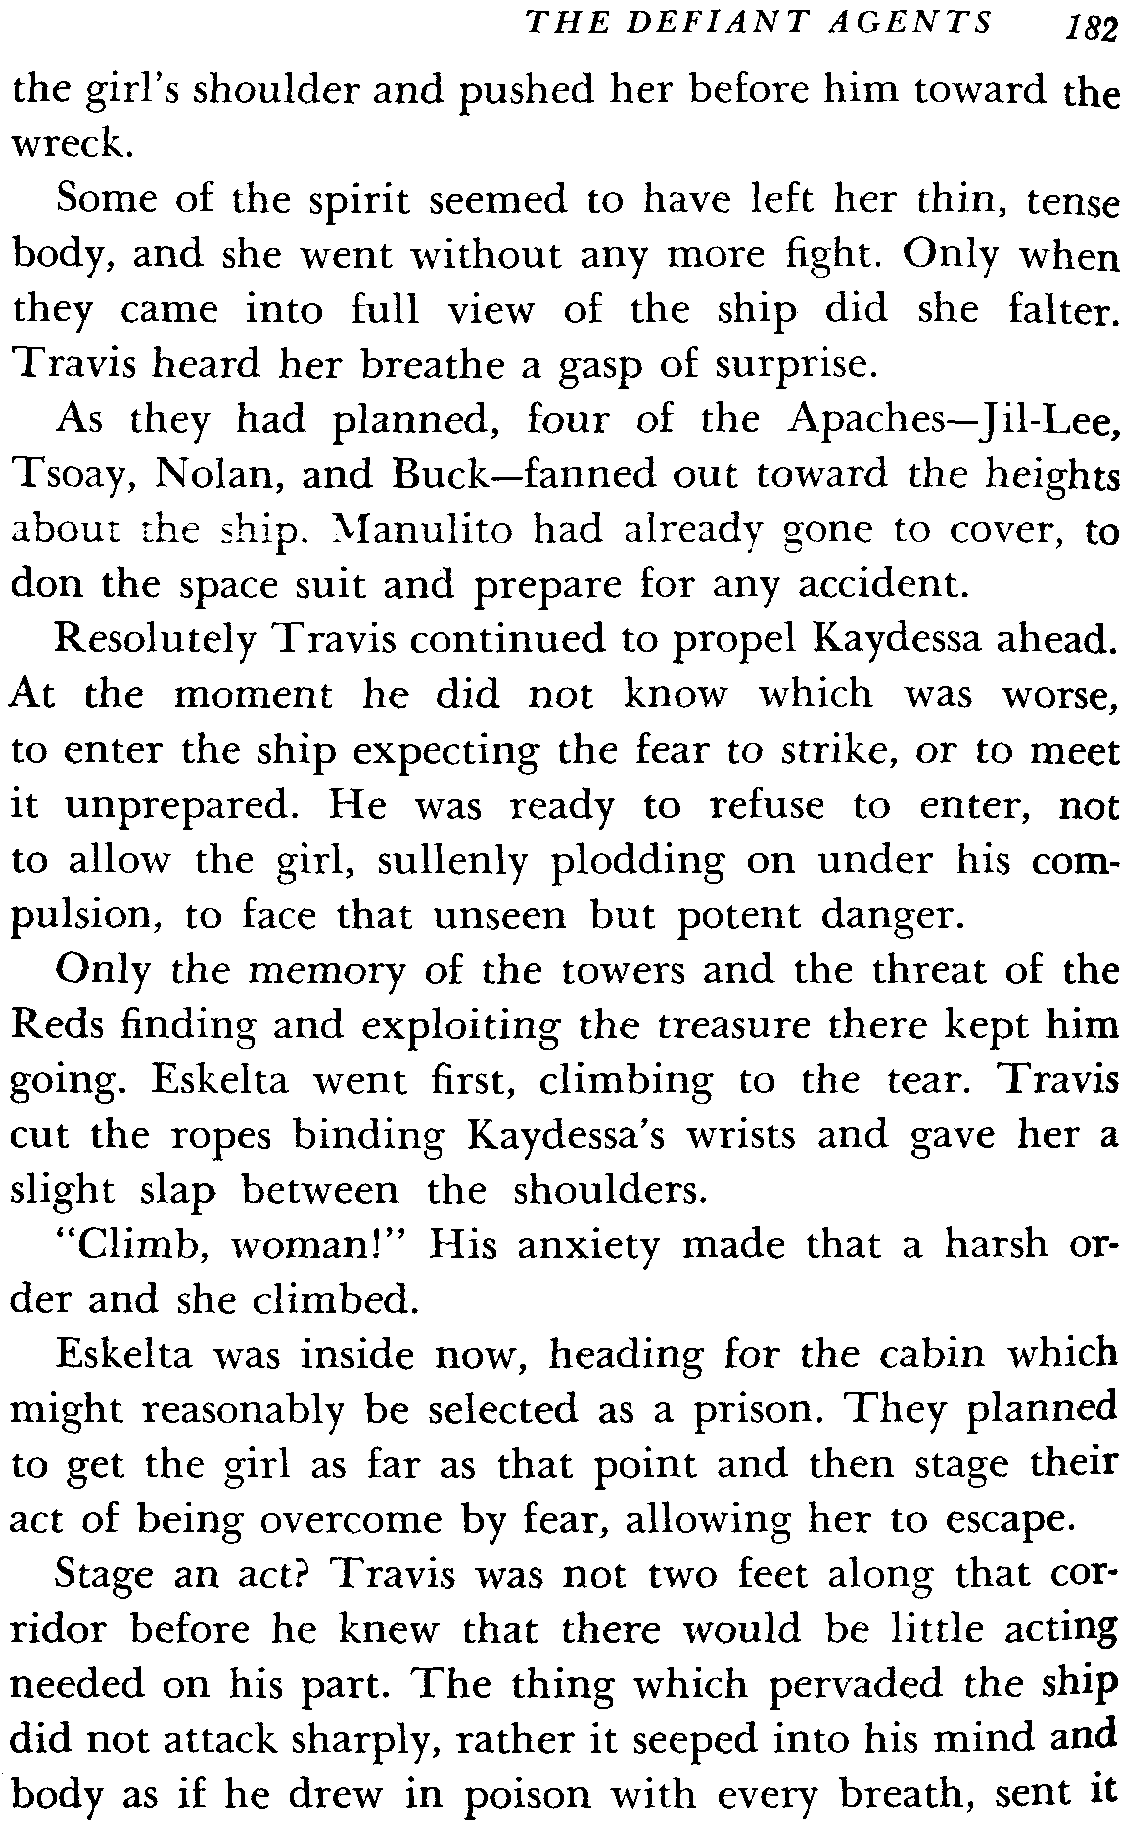 THE DEFIANT AGENTS 182
the girl's shoulder and pushed her before him toward the
wreck.
Some of the spirit seemed to have left her thin, tense
body, and she went without any more fight. Only when
they came into full view of the ship did she falter.
Travis heard her breathe a gasp of surprise.
As they had planned, four of the Apaches—Jil-Lee,
Tsoay, Nolan, and Buck—fanned out toward the heights
about the ship. Manulito had already gone to cover, to
don the space suit and prepare for any accident.
Resolutely Travis continued to propel Kaydessa ahead.
At the moment he did not know which was worse,
to enter the ship expecting the fear to strike, or to meet
it unprepared. He was ready to refuse to enter, not
to allow the girl, sullenly plodding on under his com-
pulsion, to face that unseen but potent danger.
Only the memory of the towers and the threat of the
Reds finding and exploiting the treasure there kept him
going. Eskelta went first, climbing to the tear. Travis
cut the ropes binding Kaydessa's wrists and gave her a
slight slap between the shoulders.
"Climb, woman!" His anxiety made that a harsh or-
der and she climbed.
Eskelta was inside now, heading for the cabin which
might reasonably be selected as a prison. They planned
to get the girl as far as that point and then stage their
act of being overcome by fear, allowing her to escape.
Stage an act? Travis was not two feet along that cor-
ridor before he knew that there would be little acting
needed on his part. The thing which pervaded the ship
did not attack sharply, rather it seeped into his mind and
body as if he drew in poison with every breath, sent it